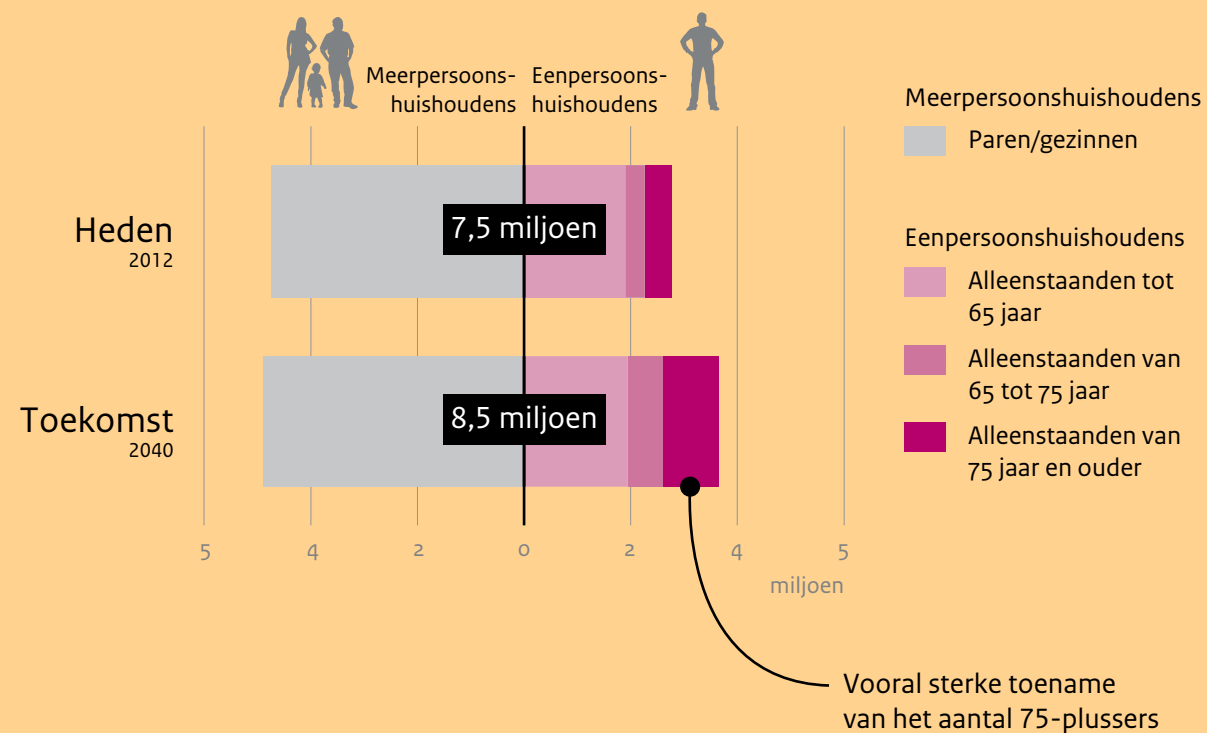 Meerpersoons-
huishoudens
Eenpersoons-
huishoudens
Heden
2012
7,5 miljoen
Toekomst
2040
8,5 miljoen
5 4 2 0 2 4 5
miljoen
Vooral sterke toename
van het aantal 75-plussers
Meerpersoonshuishoudens
Paren/gezinnen
Eenpersoonshuishoudens
Alleenstaanden tot
65 jaar
Alleenstaanden van
65 tot 75 jaar
Alleenstaanden van
75 jaar en ouder